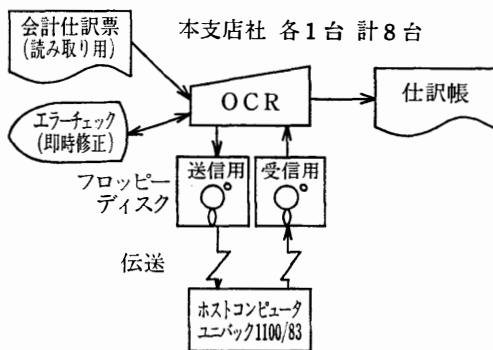 会計仕訳票
(読み取り用)
本支店社 各1台 計8台
OCR
仕訳帳
エラーチェック
(即時修正)
フロッピー
ディスク
送信用
受信用
伝送
ホストコンピュータ
ユニバック1100/83